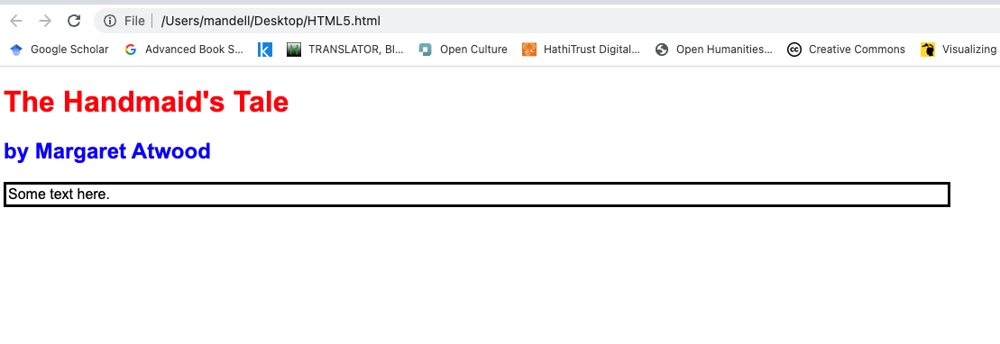 File | /Users/mandell/Desktop/HTML5.html
Google Scholar Advanced Book S... TRANSLATOR, Bl... Open Culture HathiTrust Digital... Open Humanities... Creative Commons Visualizing
The Handmaid's Tale
by Margaret Atwood
Some text here.